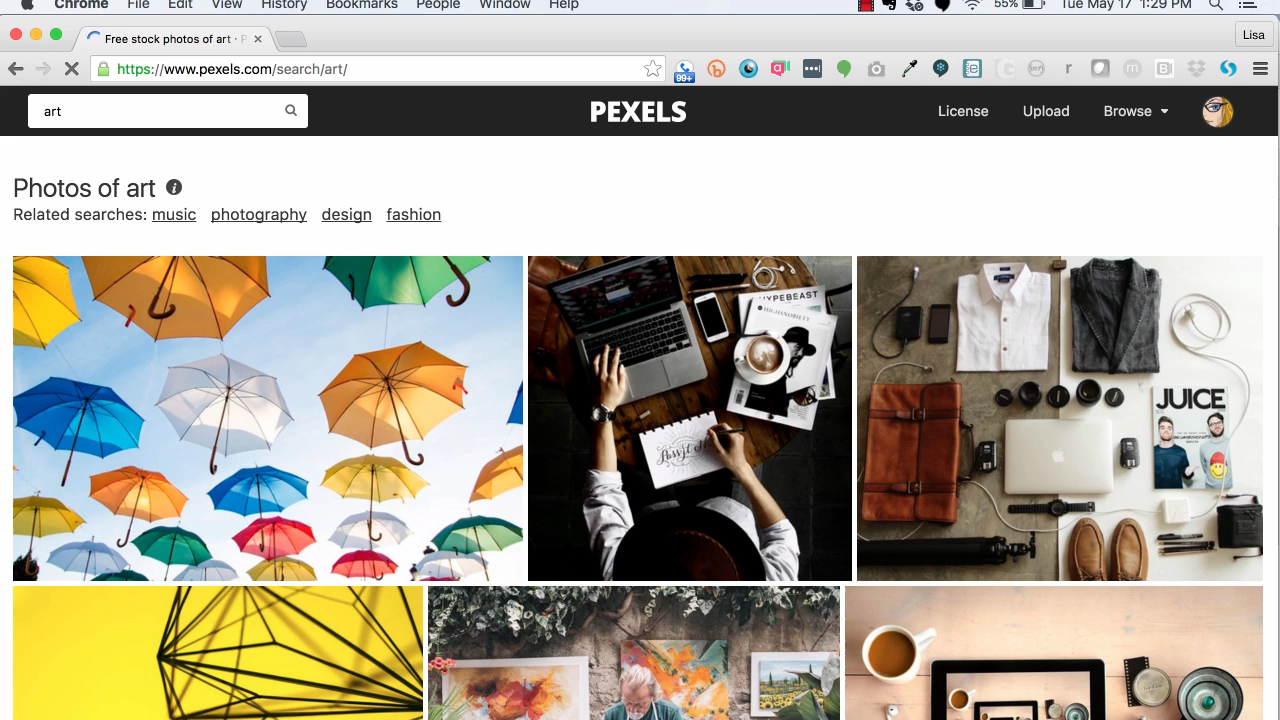 Chrome File Edit View History Bookmarks People Window Help 55% Tue May 17 1:29 PM
Free stock photos of art · P Lisa
https://www.pexels.com/search/art/
99+
art PEXELS License Upload Browse
Photos of art
Related searches: music photography design fashion
HYPEBEAST
HIGHSNOBIETY
JUICE